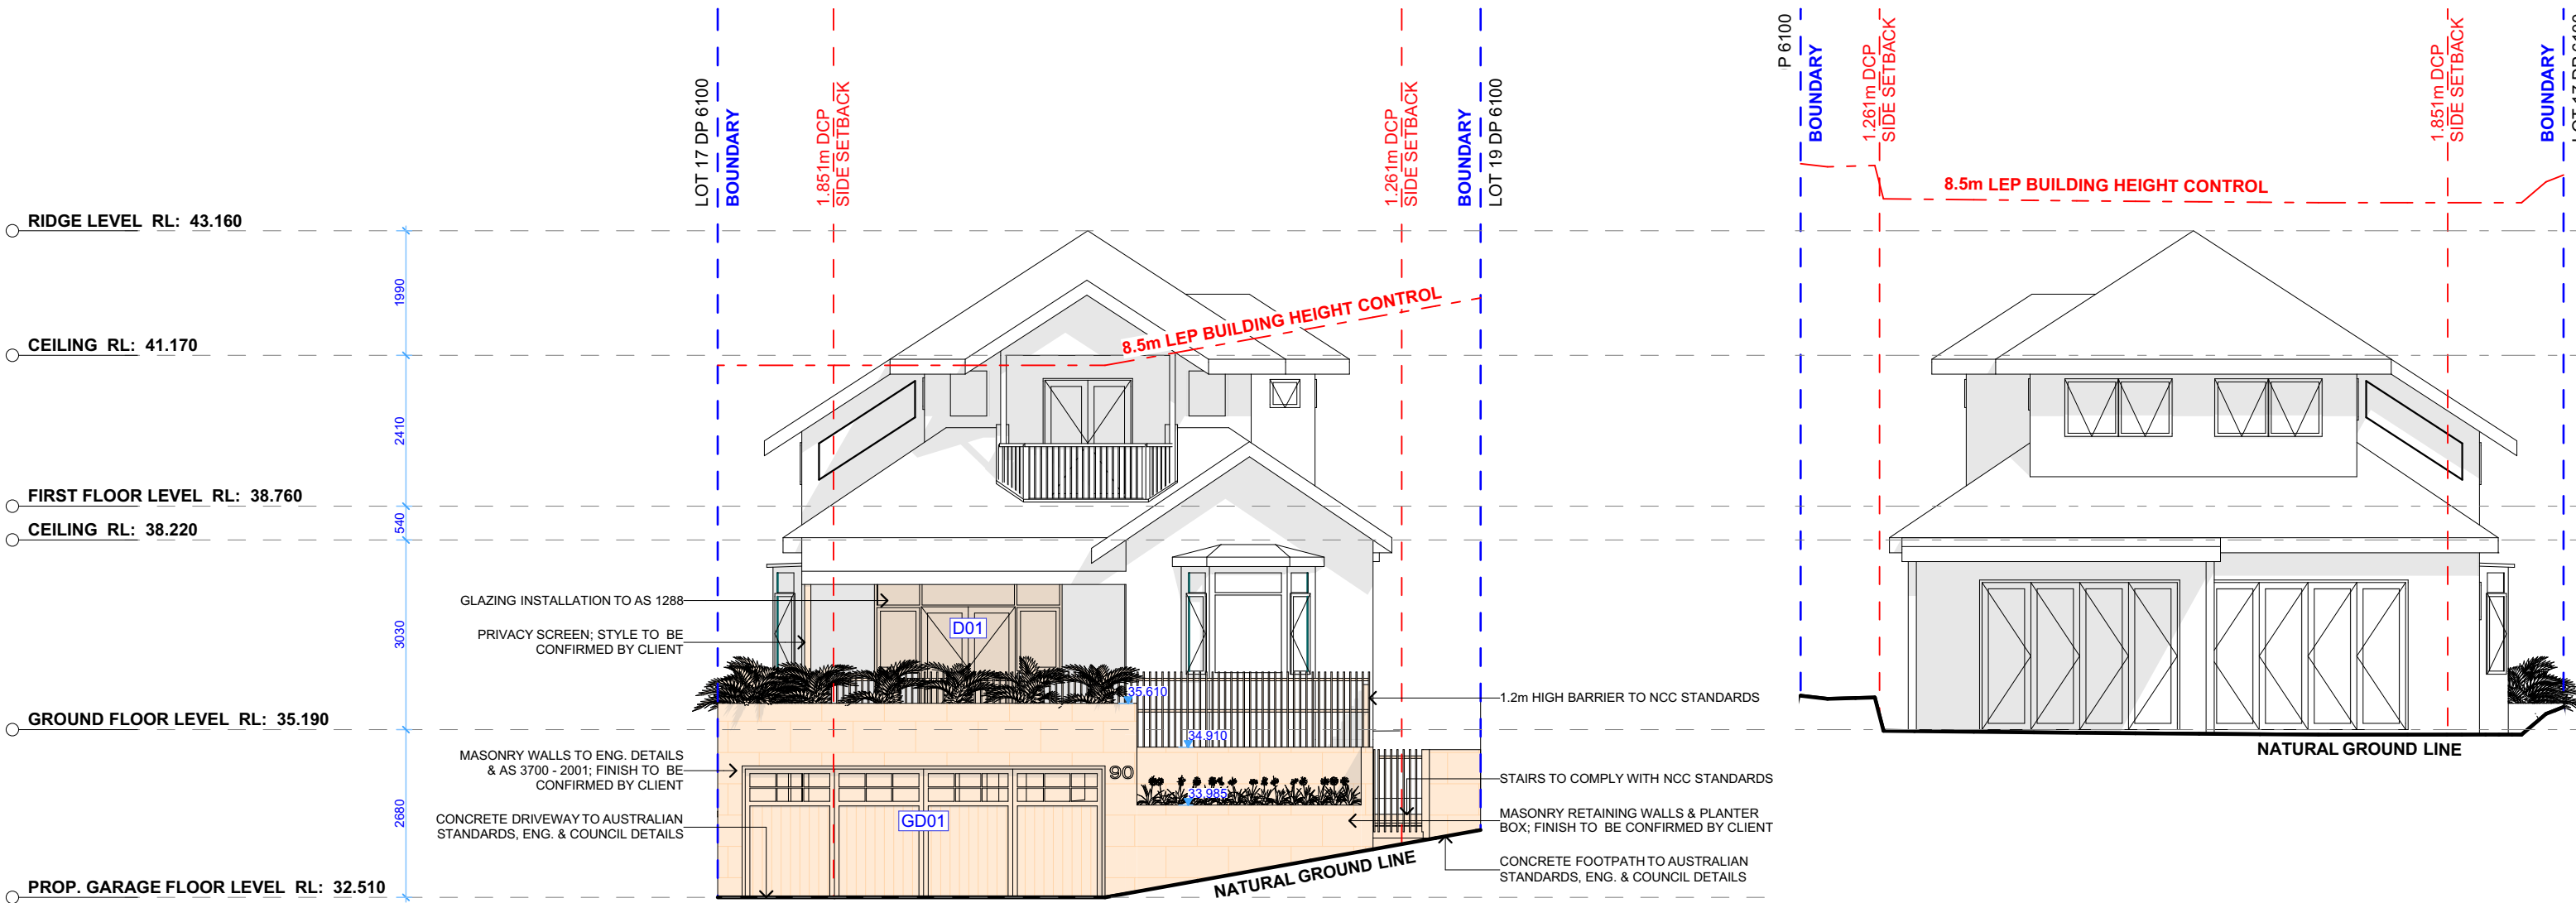 LOT 17 DP 6100
BOUNDARY
1.851m DCP
SIDE SETBACK
1.261m DCP
SIDE SETBACK
BOUNDARY
LOT 19 DP 6100
P 6100
BOUNDARY
1.261m DCP
SIDE SETBACK
1.851m DCP
SIDE SETBACK
BOUNDARY
LOT 17 DP 6100
8.5m LEP BUILDING HEIGHT CONTROL
8.5m LEP BUILDING HEIGHT CONTROL
RIDGE LEVEL RL: 43.160
1990
CEILING RL: 41.170
2410
FIRST FLOOR LEVEL RL: 38.760
540
CEILING RL: 38.220
3030
GROUND FLOOR LEVEL RL: 35.190
2680
PROP. GARAGE FLOOR LEVEL RL: 32.510
GLAZING INSTALLATION TO AS 1288
PRIVACY SCREEN; STYLE TO BE
CONFIRMED BY CLIENT
MASONRY WALLS TO ENG. DETAILS
& AS 3700 - 2001; FINISH TO BE
CONFIRMED BY CLIENT
CONCRETE DRIVEWAY TO AUSTRALIAN
STANDARDS, ENG. & COUNCIL DETAILS
D01
35.610
34.910
90
33.985
GD01
NATURAL GROUND LINE
1.2m HIGH BARRIER TO NCC STANDARDS
STAIRS TO COMPLY WITH NCC STANDARDS
MASONRY RETAINING WALLS & PLANTER
BOX; FINISH TO BE CONFIRMED BY CLIENT
CONCRETE FOOTPATH TO AUSTRALIAN
STANDARDS, ENG. & COUNCIL DETAILS
NATURAL GROUND LINE